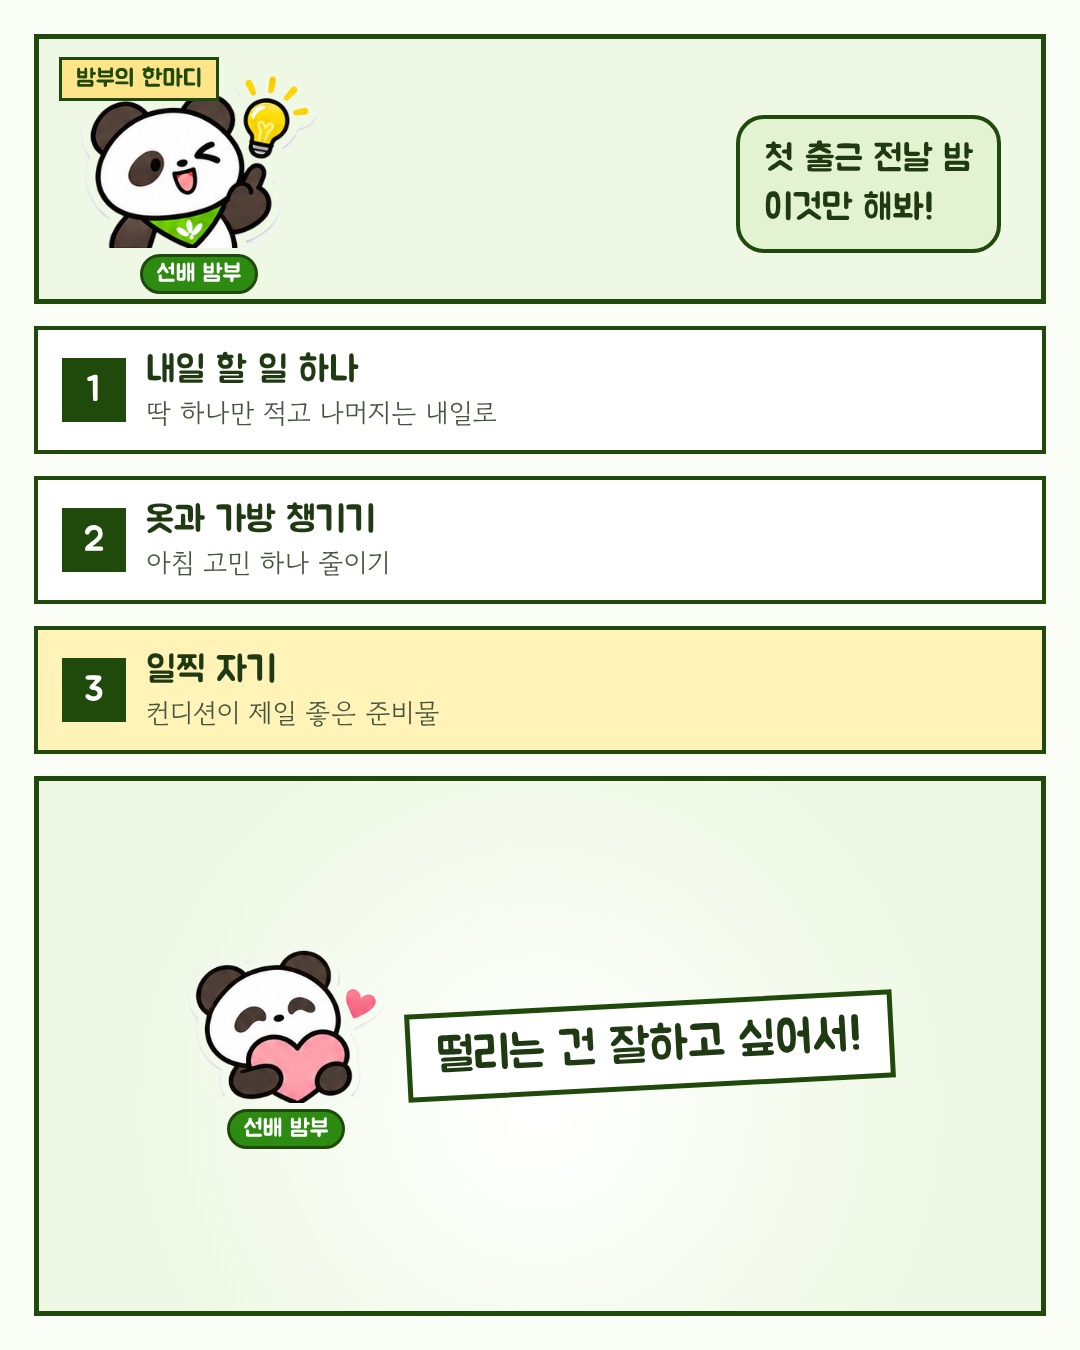 밤부의 한마디
첫 출근 전날 밤
이것만 해봐!
선배 밤부
1
내일 할 일 하나
딱 하나만 적고 나머지는 내일로
2
옷과 가방 챙기기
아침 고민 하나 줄이기
3
일찍 자기
컨디션이 제일 좋은 준비물
떨리는 건 잘하고 싶어서!
선배 밤부